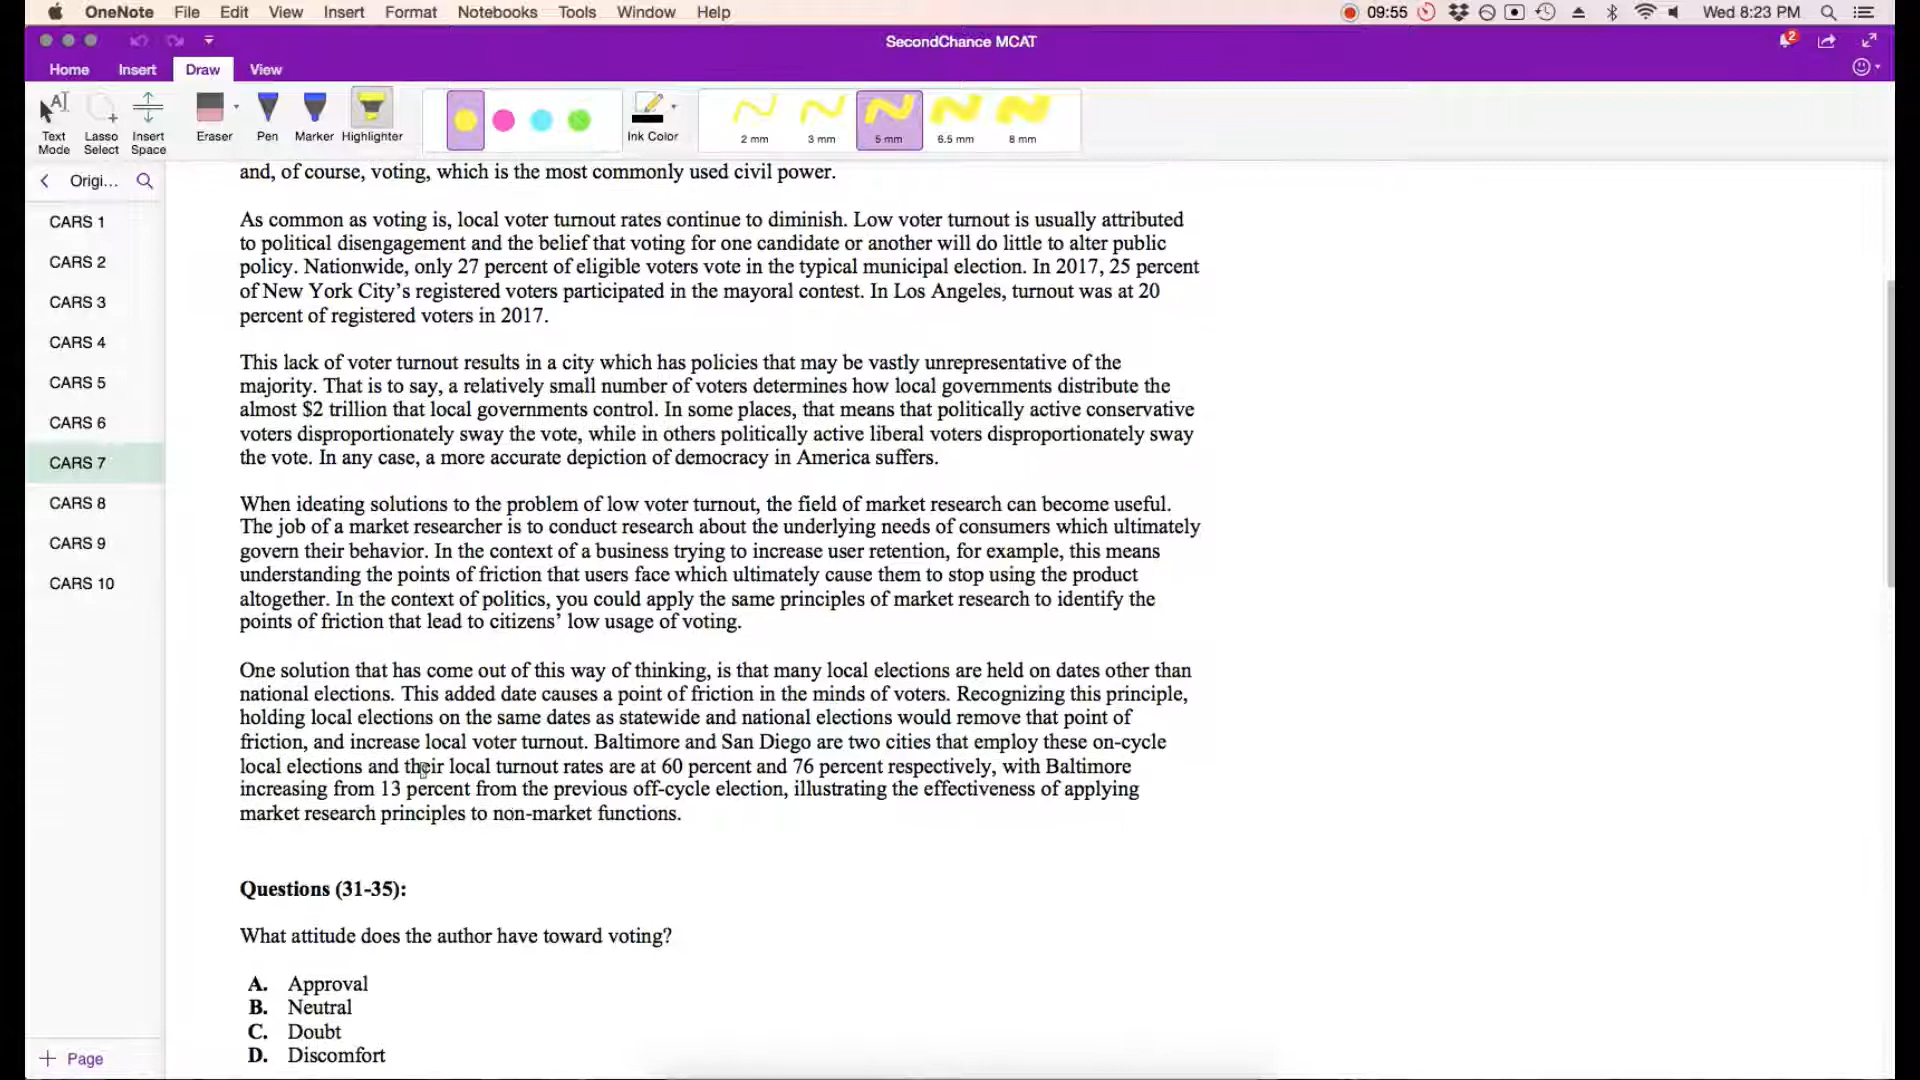 OneNote File Edit View Insert Format Notebooks Tools Window Help 09:55 Wed 8:23 PM
SecondChance MCAT 2
Home Insert Draw View
Text Mode Lasso Select Insert Space Eraser Pen Marker Highlighter Ink Color 2 mm 3 mm 5 mm 6.5 mm 8 mm
Origi...
CARS 1
CARS 2
CARS 3
CARS 4
CARS 5
CARS 6
CARS 7
CARS 8
CARS 9
CARS 10
+ Page
and, of course, voting, which is the most commonly used civil power.
As common as voting is, local voter turnout rates continue to diminish. Low voter turnout is usually attributed
to political disengagement and the belief that voting for one candidate or another will do little to alter public
policy. Nationwide, only 27 percent of eligible voters vote in the typical municipal election. In 2017, 25 percent
of New York City’s registered voters participated in the mayoral contest. In Los Angeles, turnout was at 20
percent of registered voters in 2017.
This lack of voter turnout results in a city which has policies that may be vastly unrepresentative of the
majority. That is to say, a relatively small number of voters determines how local governments distribute the
almost $2 trillion that local governments control. In some places, that means that politically active conservative
voters disproportionately sway the vote, while in others politically active liberal voters disproportionately sway
the vote. In any case, a more accurate depiction of democracy in America suffers.
When ideating solutions to the problem of low voter turnout, the field of market research can become useful.
The job of a market researcher is to conduct research about the underlying needs of consumers which ultimately
govern their behavior. In the context of a business trying to increase user retention, for example, this means
understanding the points of friction that users face which ultimately cause them to stop using the product
altogether. In the context of politics, you could apply the same principles of market research to identify the
points of friction that lead to citizens’ low usage of voting.
One solution that has come out of this way of thinking, is that many local elections are held on dates other than
national elections. This added date causes a point of friction in the minds of voters. Recognizing this principle,
holding local elections on the same dates as statewide and national elections would remove that point of
friction, and increase local voter turnout. Baltimore and San Diego are two cities that employ these on-cycle
local elections and their local turnout rates are at 60 percent and 76 percent respectively, with Baltimore
increasing from 13 percent from the previous off-cycle election, illustrating the effectiveness of applying
market research principles to non-market functions.
Questions (31-35):
What attitude does the author have toward voting?
A. Approval
B. Neutral
C. Doubt
D. Discomfort